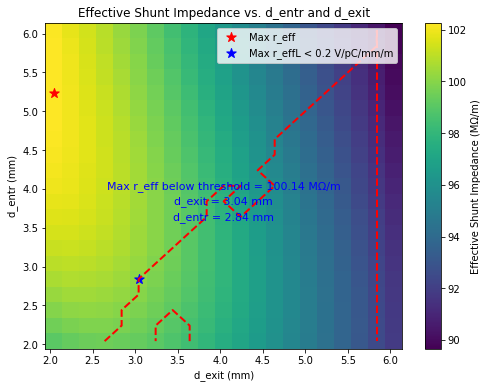 Effective Shunt Impedance vs. d_entr and d_exit
Max r_eff
Max r_effL < 0.2 V/pC/mm/m
Max r_eff below threshold = 100.14 MΩ/m
d_exit = 3.04 mm
d_entr = 2.84 mm
d_entr (mm)
6.0
5.5
5.0
4.5
4.0
3.5
3.0
2.5
2.0
2.0 2.5 3.0 3.5 4.0 4.5 5.0 5.5 6.0
d_exit (mm)
102
100
98
96
94
92
90
Effective Shunt Impedance (MΩ/m)